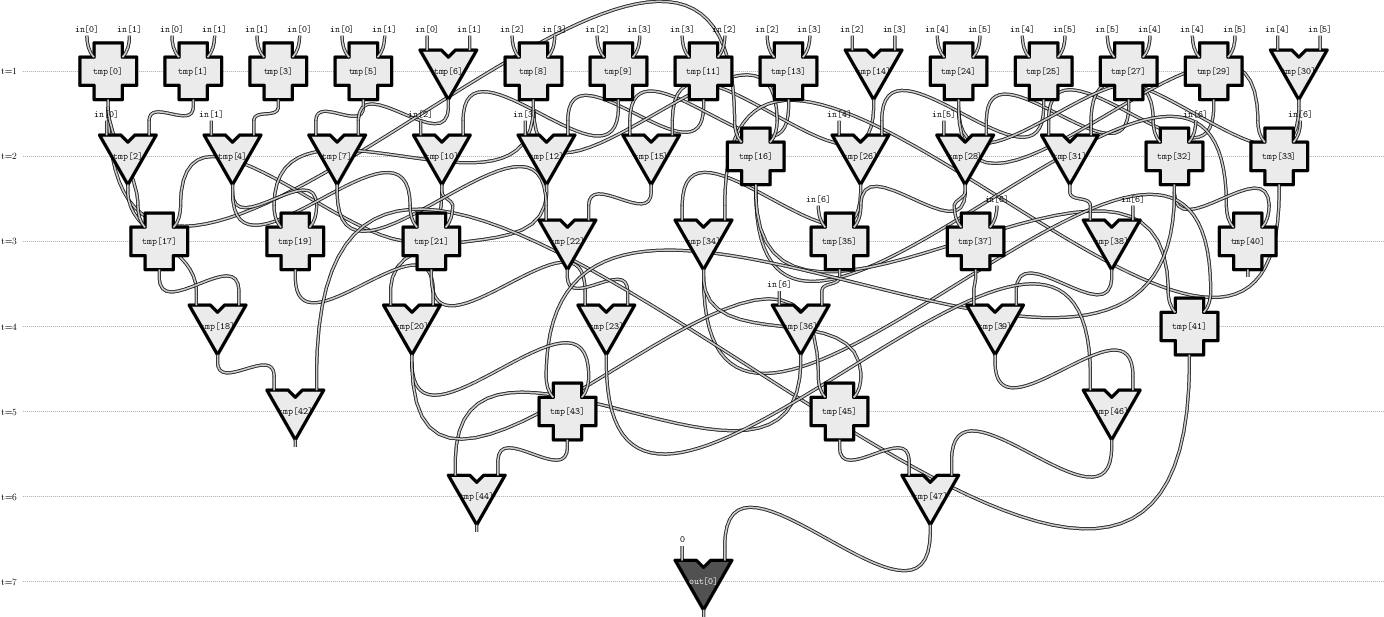 in[0] in[1] in[0] in[1] in[1] in[0] in[0] in[1] in[0] in[1] in[2] in[3] in[2] in[3] in[3] in[2] in[2] in[3] in[2] in[3] in[4] in[5] in[5] in[4] in[5] in[4] in[4] in[5] in[4] in[5]
t=1 tmp[0] tmp[1] tmp[3] tmp[5] tmp[6] tmp[8] tmp[9] tmp[11] tmp[13] tmp[14] tmp[24] tmp[25] tmp[27] tmp[29] tmp[30]
in[0] in[1] in[2] in[3] in[4] in[5] in[6] in[6]
t=2 tmp[2] tmp[4] tmp[7] tmp[10] tmp[12] tmp[15] tmp[16] tmp[26] tmp[28] tmp[31] tmp[32] tmp[33]
in[6] in[6] in[6]
t=3 tmp[17] tmp[19] tmp[21] tmp[22] tmp[34] tmp[35] tmp[37] tmp[38] tmp[40]
in[6]
t=4 tmp[18] tmp[20] tmp[23] tmp[36] tmp[39] tmp[41]
t=5 tmp[42] tmp[43] tmp[45] tmp[46]
t=6 tmp[44] tmp[47]
0
t=7 out[0]